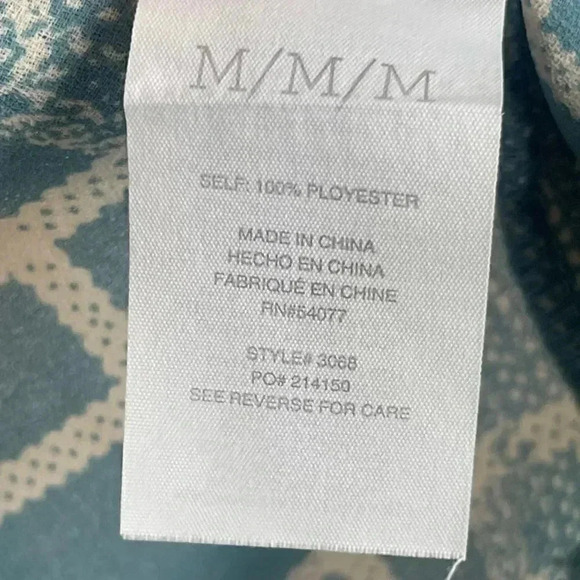 M/M/M
SELF: 100% PLOYESTER
MADE IN CHINA
HECHO EN CHINA
FABRIQUÉ EN CHINE
RN#54077
STYLE# 3068
PO# 214150
SEE REVERSE FOR CARE